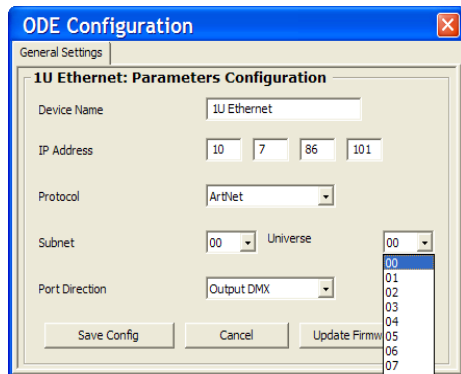 ODE Configuration
General Settings
1U Ethernet: Parameters Configuration
Device Name 1U Ethernet
IP Address 10 7 86 101
Protocol ArtNet
Subnet 00 Universe 00
00
01
02
03
Port Direction Output DMX
04
05
06
07
Save Config Cancel Update Firmw